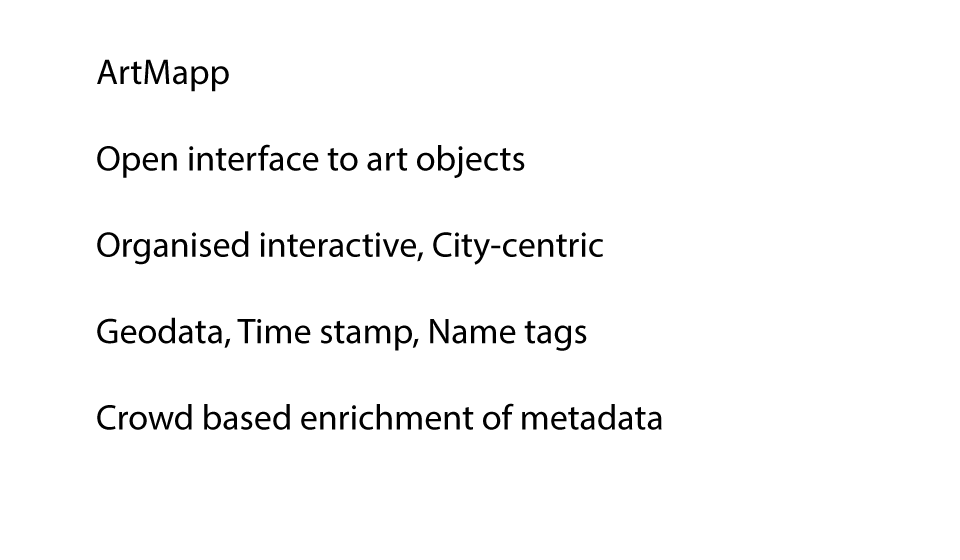 ArtMapp
Open interface to art objects
Organised interactive, City-centric
Geodata, Time stamp, Name tags
Crowd based enrichment of metadata